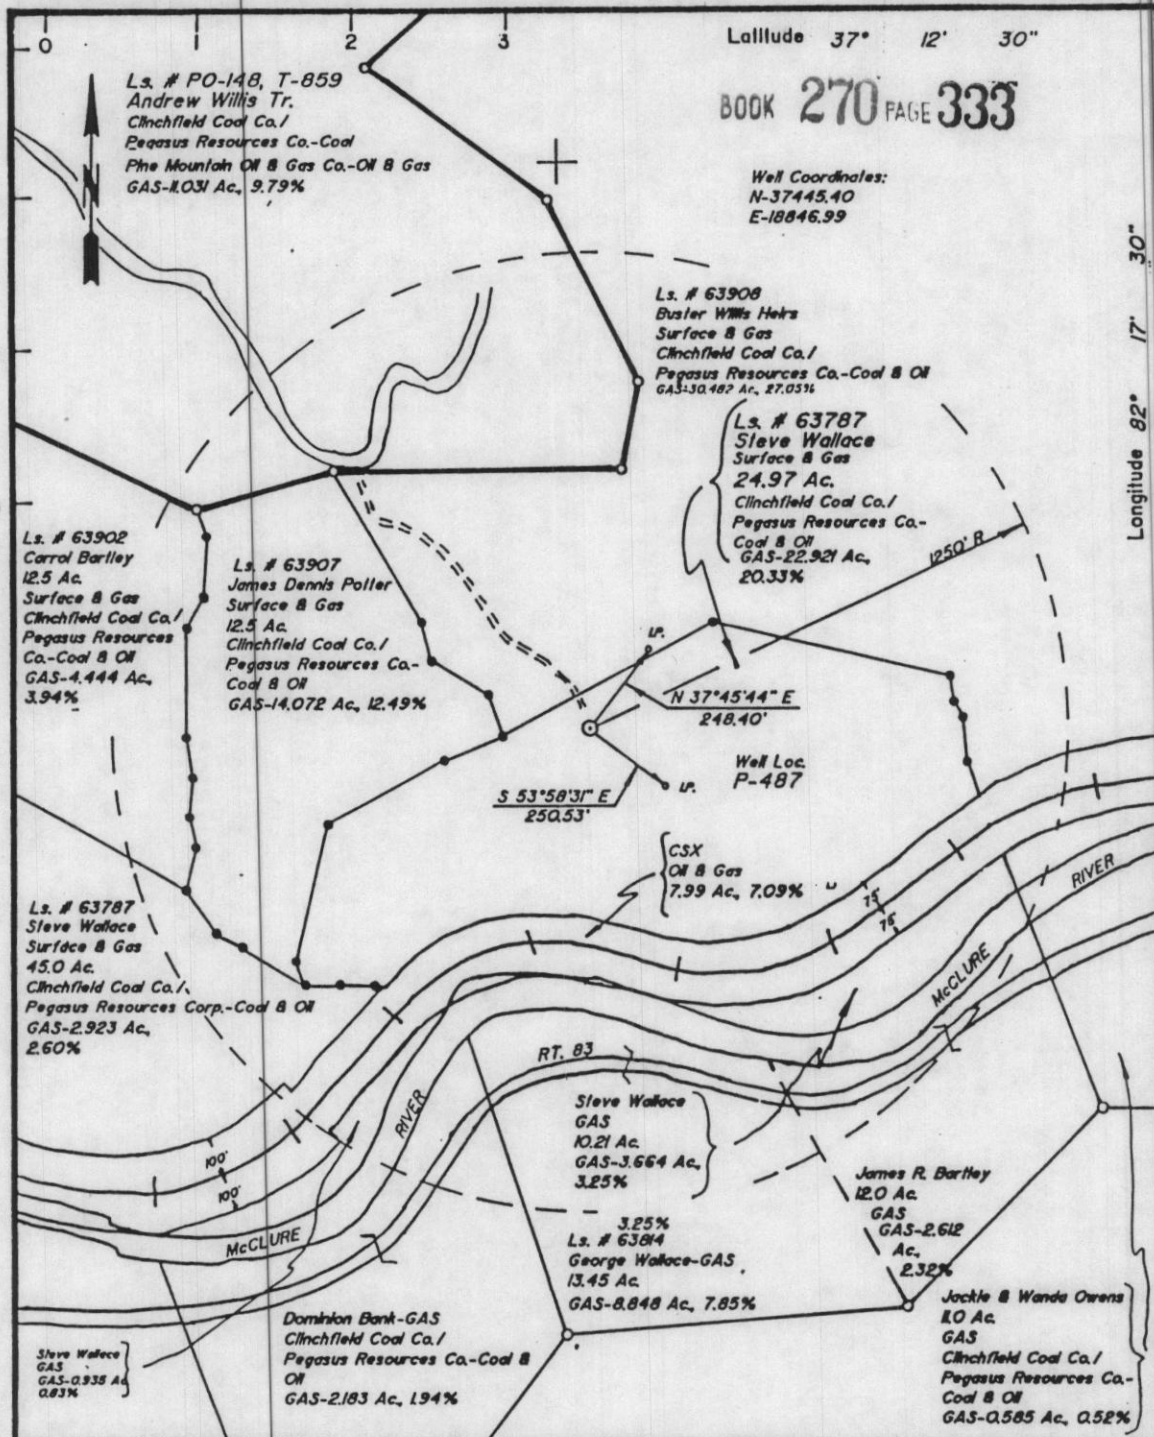 0 1 2 3
Latitude 37° 12' 30"
BOOK 270 PAGE 333
Well Coordinates:
N-37445.40
E-18846.99
Longitude 82° 17' 30"
Ls. # PO-148, T-859
Andrew Willis Tr.
Clinchfield Coal Co./
Pegasus Resources Co.-Coal
Pine Mountain Oil & Gas Co.-Oil & Gas
GAS-11.031 Ac., 9.79%
N
Ls. # 63908
Buster Willis Heirs
Surface & Gas
Clinchfield Coal Co./
Pegasus Resources Co.-Coal & Oil
GAS-30.482 Ac., 27.05%
Ls. # 63787
Steve Wallace
Surface & Gas
24.97 Ac.
Clinchfield Coal Co./
Pegasus Resources Co.-
Coal & Oil
GAS-22.921 Ac.,
20.33%
1250' R
Ls. # 63902
Carrol Bartley
12.5 Ac.
Surface & Gas
Clinchfield Coal Co./
Pegasus Resources
Co.-Coal & Oil
GAS-4.444 Ac.,
3.94%
Ls. # 63907
James Dennis Potter
Surface & Gas
12.5 Ac.
Clinchfield Coal Co./
Pegasus Resources Co.-
Coal & Oil
GAS-14.072 Ac., 12.49%
I.P.
N 37°45'44" E
248.40'
Well Loc.
P-487
I.P.
S 53°58'31" E
250.53'
CSX
Oil & Gas
7.99 Ac., 7.09%
75'
75'
RIVER
McCLURE
Ls. # 63787
Steve Wallace
Surface & Gas
45.0 Ac.
Clinchfield Coal Co./
Pegasus Resources Corp.-Coal & Oil
GAS-2.923 Ac.,
2.60%
RT. 83
RIVER
100'
100'
McCLURE
Steve Wallace
GAS
10.21 Ac.
GAS-3.664 Ac.,
3.25%
3.25%
Ls. # 63814
George Wallace-GAS
13.45 Ac.
GAS-8.848 Ac., 7.85%
James R. Bartley
12.0 Ac.
GAS
GAS-2.612
Ac.,
2.32%
Jackie & Wanda Owens
11.0 Ac.
GAS
Clinchfield Coal Co./
Pegasus Resources Co.-
Coal & Oil
GAS-0.585 Ac., 0.52%
Dominion Bank-GAS
Clinchfield Coal Co./
Pegasus Resources Co.-Coal &
Oil
GAS-2.183 Ac., 1.94%
Steve Wallace
GAS
GAS-0.935 Ac
0.83%